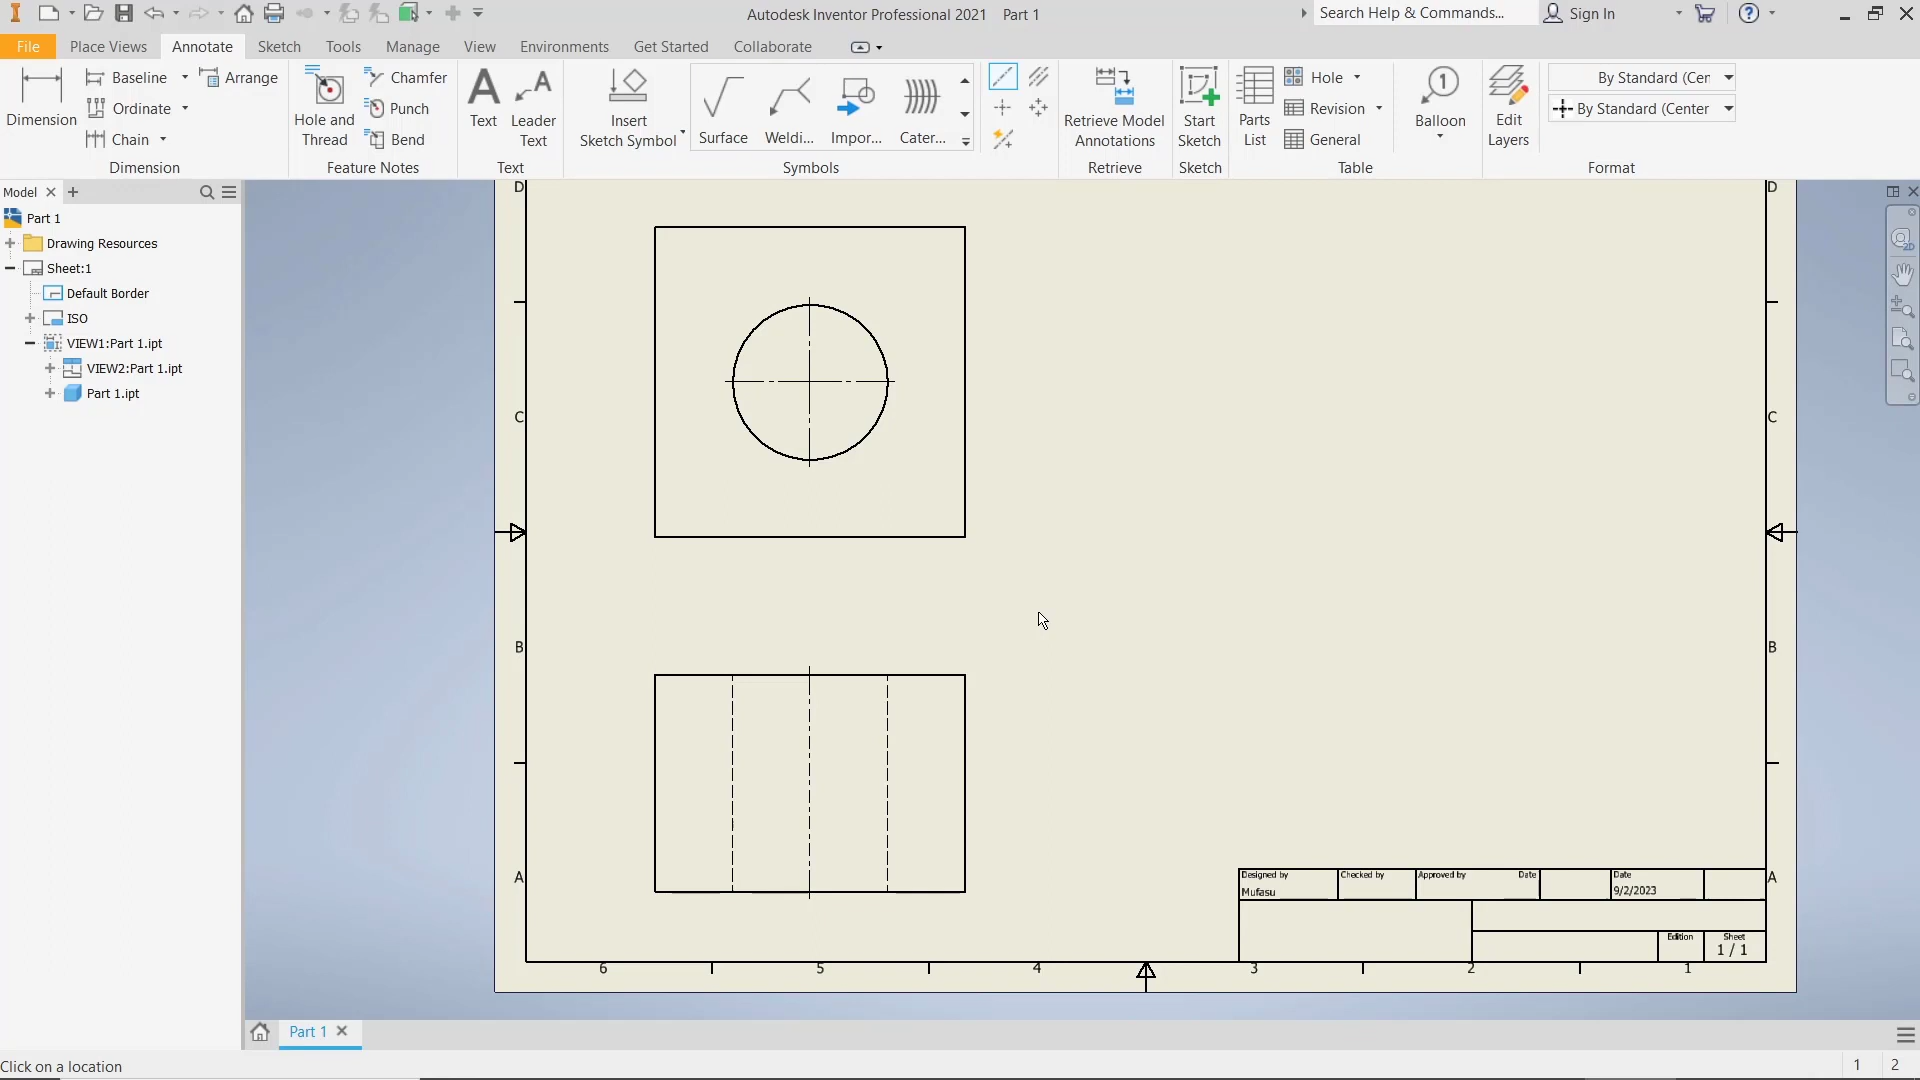 Autodesk Inventor Professional 2021 Part 1
Search Help & Commands...
Sign In
File
Place Views
Annotate
Sketch
Tools
Manage
View
Environments
Get Started
Collaborate
Dimension
Baseline
Ordinate
Chain
Arrange
Dimension
Hole and
Thread
Chamfer
Punch
Bend
Feature Notes
Text
Leader
Text
Text
Insert
Sketch Symbol
Surface
Weldi...
Impor...
Cater...
Symbols
Retrieve Model
Annotations
Retrieve
Start
Sketch
Sketch
Parts
List
Hole
Revision
General
Table
Balloon
Edit
Layers
By Standard (Cer
By Standard (Center
Format
Model
Part 1
Drawing Resources
Sheet:1
Default Border
ISO
VIEW1:Part 1.ipt
VIEW2:Part 1.ipt
Part 1.ipt
D
D
C
C
B
B
A
A
Designed by
Mufasu
Checked by
Approved by
Date
Date
9/2/2023
Edition
Sheet
1 / 1
6
5
4
3
2
1
Part 1
Click on a location
1
2